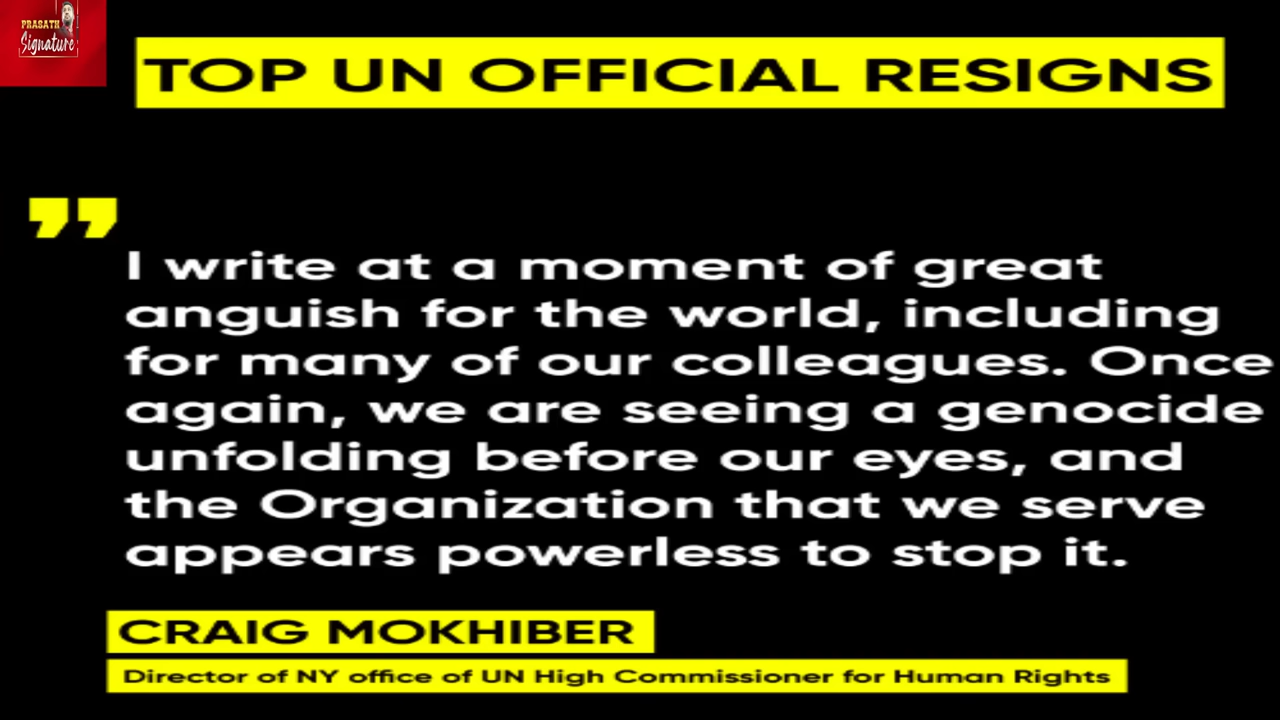 PRASATH
Signature
TOP UN OFFICIAL RESIGNS
”
I write at a moment of great
anguish for the world, including
for many of our colleagues. Once
again, we are seeing a genocide
unfolding before our eyes, and
the Organization that we serve
appears powerless to stop it.
CRAIG MOKHIBER
Director of NY office of UN High Commissioner for Human Rights